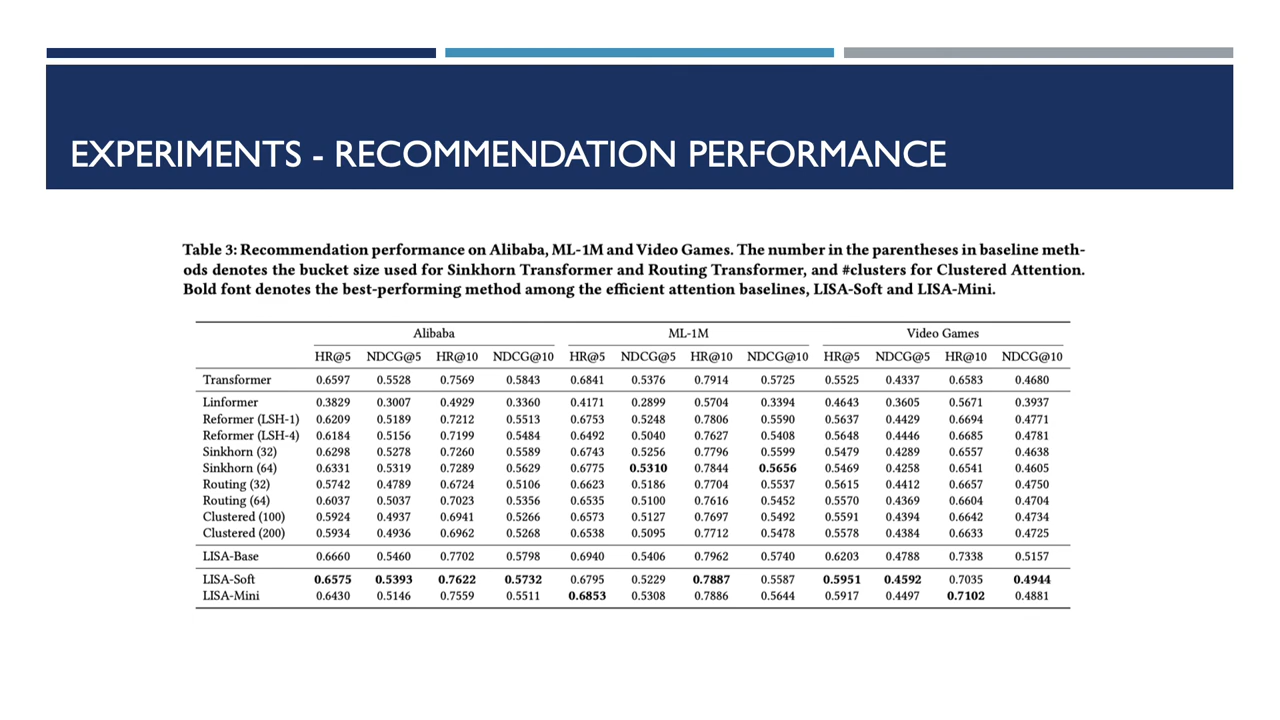 EXPERIMENTS - RECOMMENDATION PERFORMANCE
Table 3: Recommendation performance on Alibaba, ML-1M and Video Games. The number in the parentheses in baseline meth-
ods denotes the bucket size used for Sinkhorn Transformer and Routing Transformer, and #clusters for Clustered Attention.
Bold font denotes the best-performing method among the efficient attention baselines, LISA-Soft and LISA-Mini.
Alibaba ML-1M Video Games
HR@5 NDCG@5 HR@10 NDCG@10 HR@5 NDCG@5 HR@10 NDCG@10 HR@5 NDCG@5 HR@10 NDCG@10
Transformer 0.6597 0.5528 0.7569 0.5843 0.6841 0.5376 0.7914 0.5725 0.5525 0.4337 0.6583 0.4680
Linformer 0.3829 0.3007 0.4929 0.3360 0.4171 0.2899 0.5704 0.3394 0.4643 0.3605 0.5671 0.3937
Reformer (LSH-1) 0.6209 0.5189 0.7212 0.5513 0.6753 0.5248 0.7806 0.5590 0.5637 0.4429 0.6694 0.4771
Reformer (LSH-4) 0.6184 0.5156 0.7199 0.5484 0.6492 0.5040 0.7627 0.5408 0.5648 0.4446 0.6685 0.4781
Sinkhorn (32) 0.6298 0.5278 0.7260 0.5589 0.6743 0.5256 0.7796 0.5599 0.5479 0.4289 0.6557 0.4638
Sinkhorn (64) 0.6331 0.5319 0.7289 0.5629 0.6775 0.5310 0.7844 0.5656 0.5469 0.4258 0.6541 0.4605
Routing (32) 0.5742 0.4789 0.6724 0.5106 0.6623 0.5186 0.7704 0.5537 0.5615 0.4412 0.6657 0.4750
Routing (64) 0.6037 0.5037 0.7023 0.5356 0.6535 0.5100 0.7616 0.5452 0.5570 0.4369 0.6604 0.4704
Clustered (100) 0.5924 0.4937 0.6941 0.5266 0.6573 0.5127 0.7697 0.5492 0.5591 0.4394 0.6642 0.4734
Clustered (200) 0.5934 0.4936 0.6962 0.5268 0.6538 0.5095 0.7712 0.5478 0.5578 0.4384 0.6633 0.4725
LISA-Base 0.6660 0.5460 0.7702 0.5798 0.6940 0.5406 0.7962 0.5740 0.6203 0.4788 0.7338 0.5157
LISA-Soft 0.6575 0.5393 0.7622 0.5732 0.6795 0.5229 0.7887 0.5587 0.5951 0.4592 0.7035 0.4944
LISA-Mini 0.6430 0.5146 0.7559 0.5511 0.6853 0.5308 0.7886 0.5644 0.5917 0.4497 0.7102 0.4881